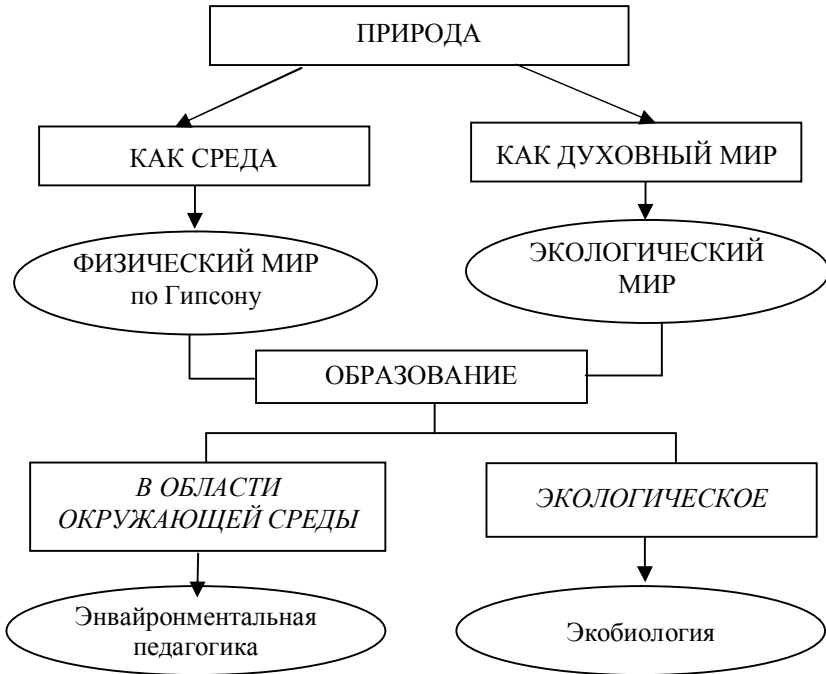 ПРИРОДА
КАК СРЕДА
КАК ДУХОВНЫЙ МИР
ФИЗИЧЕСКИЙ МИР
по Гипсону
ЭКОЛОГИЧЕСКИЙ
МИР
ОБРАЗОВАНИЕ
В ОБЛАСТИ
ОКРУЖАЮЩЕЙ СРЕДЫ
ЭКОЛОГИЧЕСКОЕ
Энвайронментальная
педагогика
Экобиология